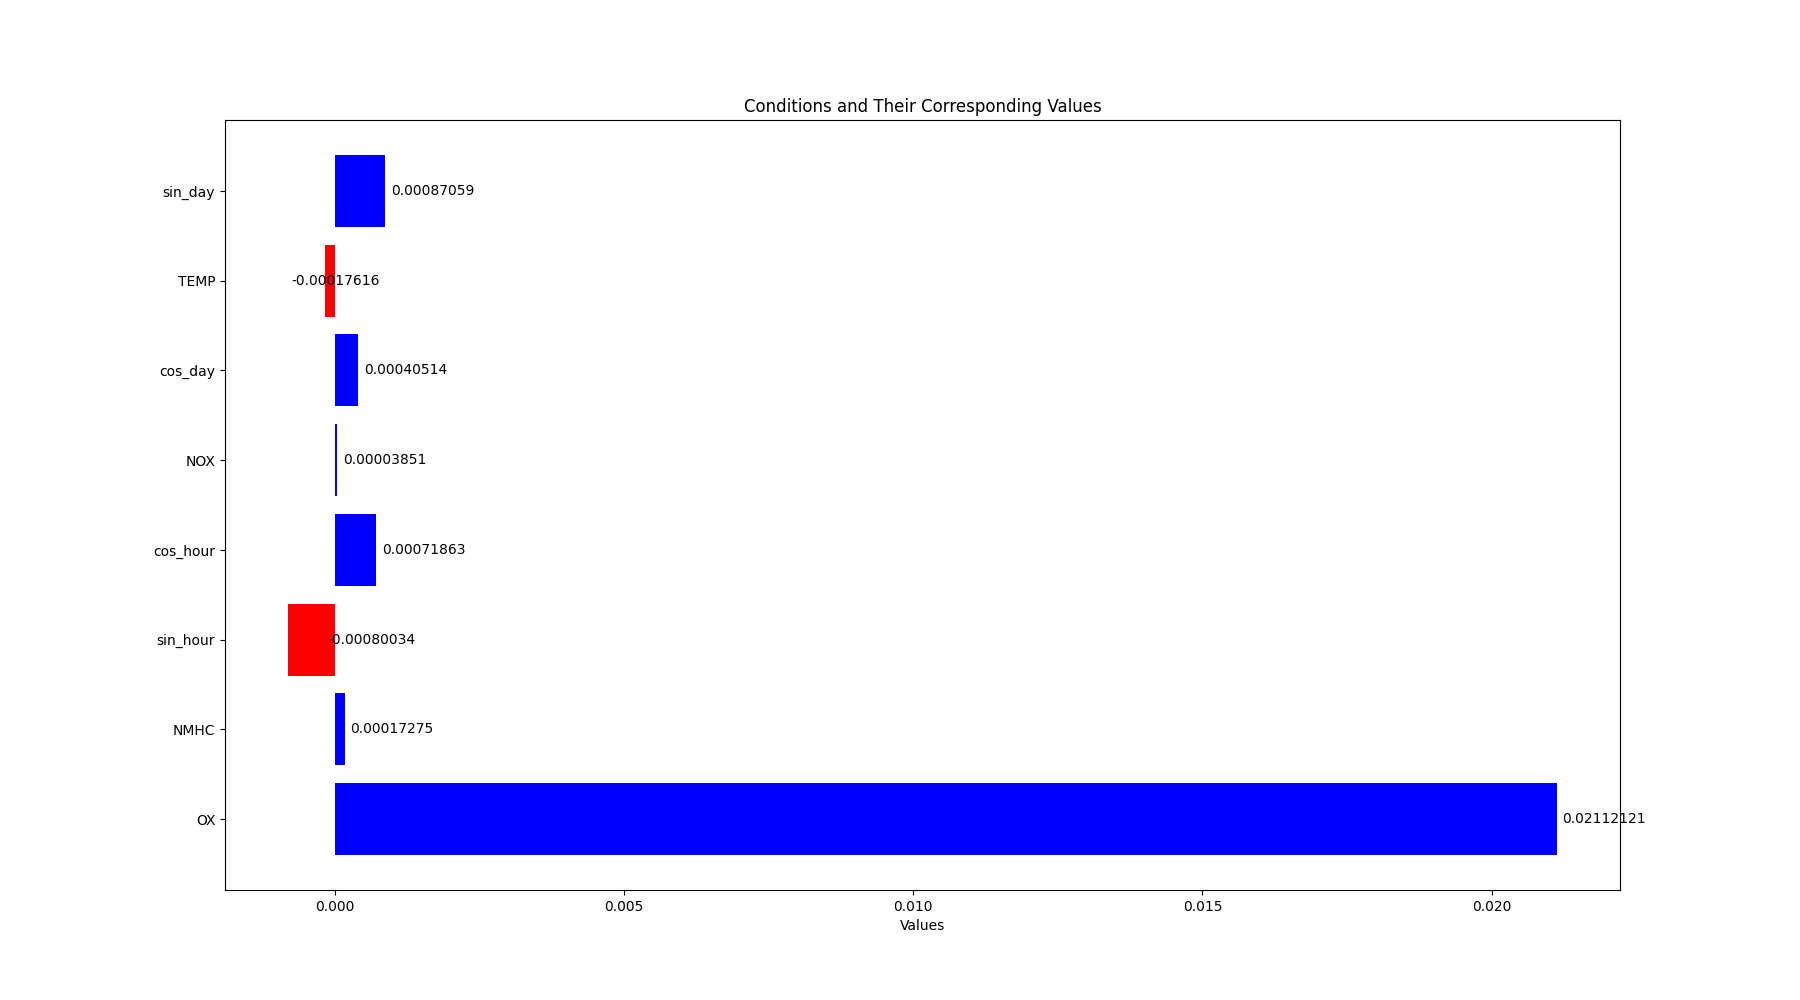 Conditions and Their Corresponding Values
sin_day 0.00087059
TEMP -0.00017616
cos_day 0.00040514
NOX 0.00003851
cos_hour 0.00071863
sin_hour -0.00080034
NMHC 0.00017275
OX 0.02112121
0.000 0.005 0.010 0.015 0.020
Values